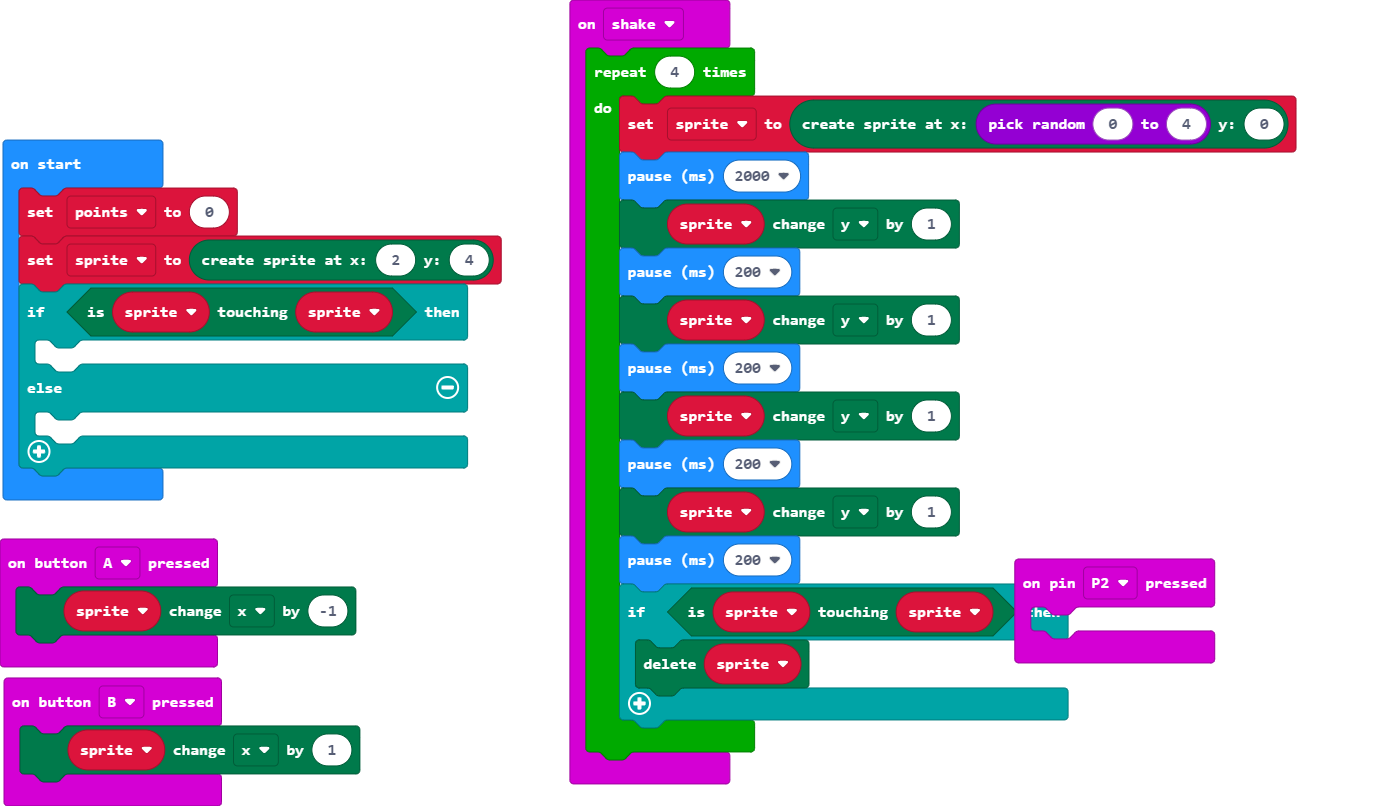 on start
set points to 0
set sprite to create sprite at x: 2 y: 4
if is sprite touching sprite then
else
on button A pressed
sprite change x by -1
on button B pressed
sprite change x by 1
on shake
repeat 4 times
do
set sprite to create sprite at x: pick random 0 to 4 y: 0
pause (ms) 2000
sprite change y by 1
pause (ms) 200
sprite change y by 1
pause (ms) 200
sprite change y by 1
pause (ms) 200
sprite change y by 1
pause (ms) 200
if is sprite touching sprite then
delete sprite
on pin P2 pressed